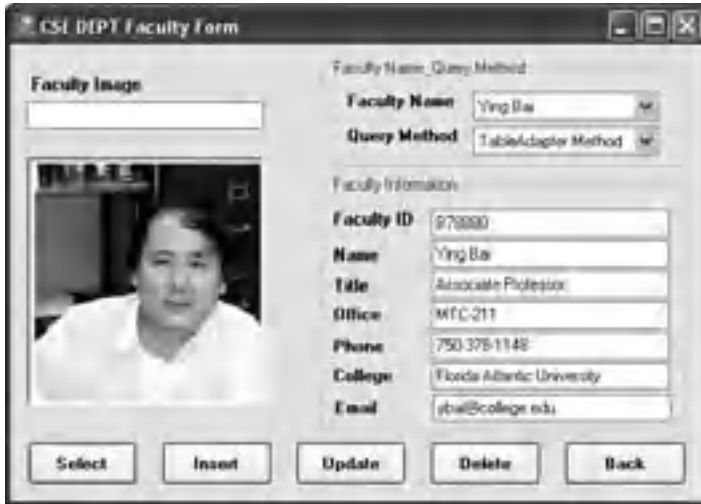 CSE DEPT Faculty Form
Faculty Image
Faculty Name_Query Method
Faculty Name
Ying Bai
Query Method
TableAdapter Method
Faculty Information
Faculty ID
Name
Ying Bai
Title
Associate Professor
Office
MTC-211
Phone
750-378-1148
College
Florida Atlantic University
Email
ybai@college.edu
Select
Insert
Update
Delete
Back